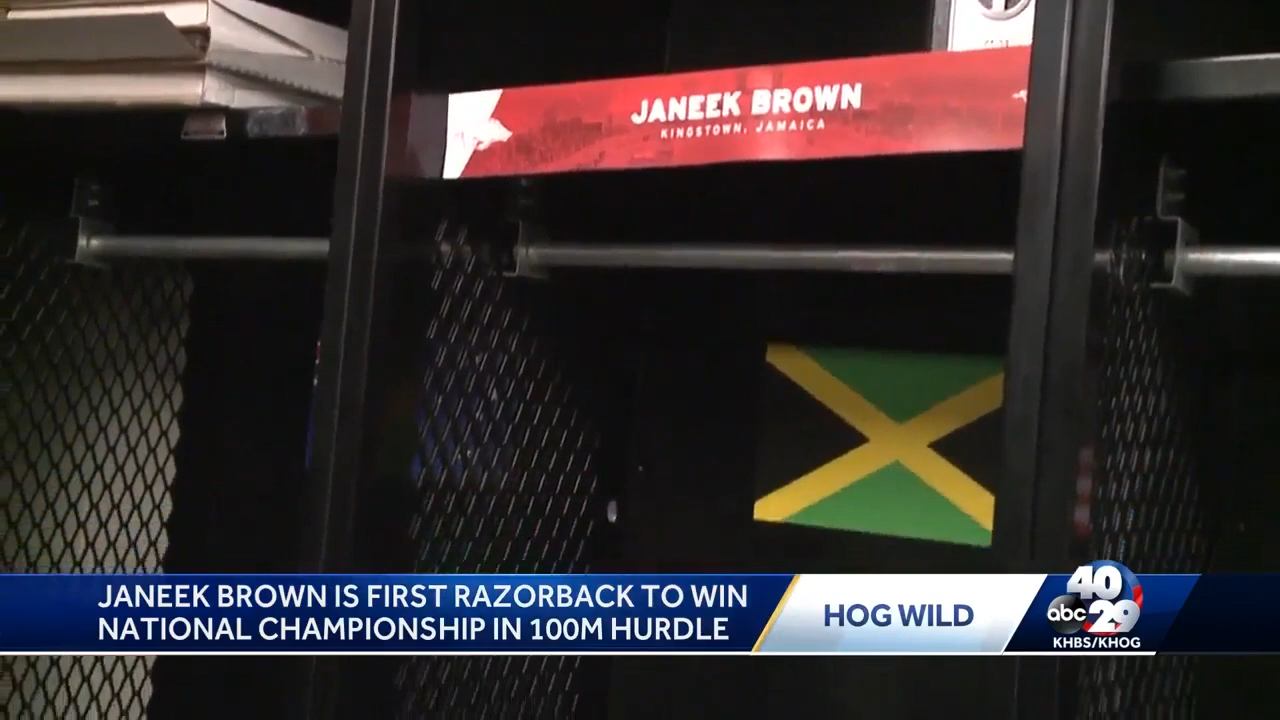 JANEEK BROWN
KINGSTOWN, JAMAICA
JANEEK BROWN IS FIRST RAZORBACK TO WIN
NATIONAL CHAMPIONSHIP IN 100M HURDLE
HOG WILD
40
abc 29
KHBS/KHOG